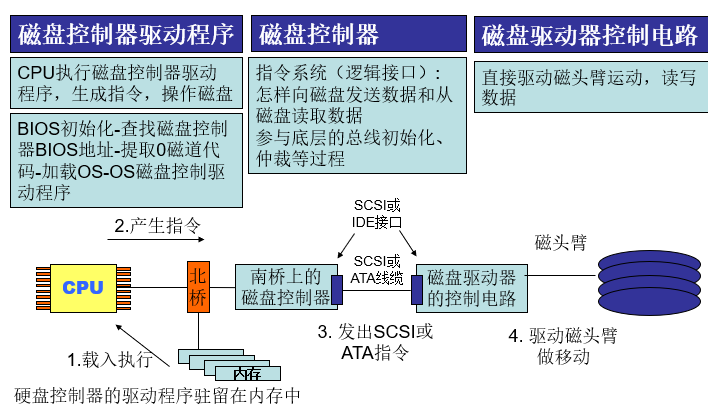 磁盘控制器驱动程序
磁盘控制器
磁盘驱动器控制电路
CPU执行磁盘控制器驱动
程序，生成指令，操作磁盘
BIOS初始化-查找磁盘控制
器BIOS地址-提取0磁道代
码-加载OS-OS磁盘控制驱
动程序
指令系统（逻辑接口）:
怎样向磁盘发送数据和从
磁盘读取数据
参与底层的总线初始化、
仲裁等过程
直接驱动磁头臂运动，读写
数据
2.产生指令
SCSI或
IDE接口
磁头臂
CPU
北
桥
南桥上的
磁盘控制器
SCSI或
ATA线缆
磁盘驱动器
的控制电路
1.载入执行
内存
3. 发出SCSI或
ATA指令
4. 驱动磁头臂
做移动
硬盘控制器的驱动程序驻留在内存中